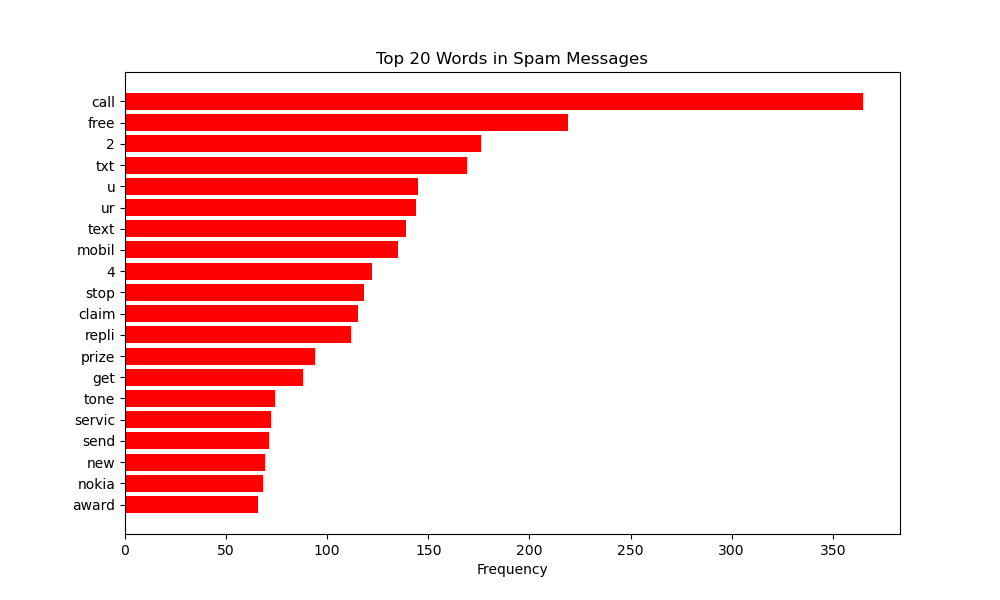 Top 20 Words in Spam Messages
call
free
2
txt
u
ur
text
mobil
4
stop
claim
repli
prize
get
tone
servic
send
new
nokia
award
0 50 100 150 200 250 300 350
Frequency